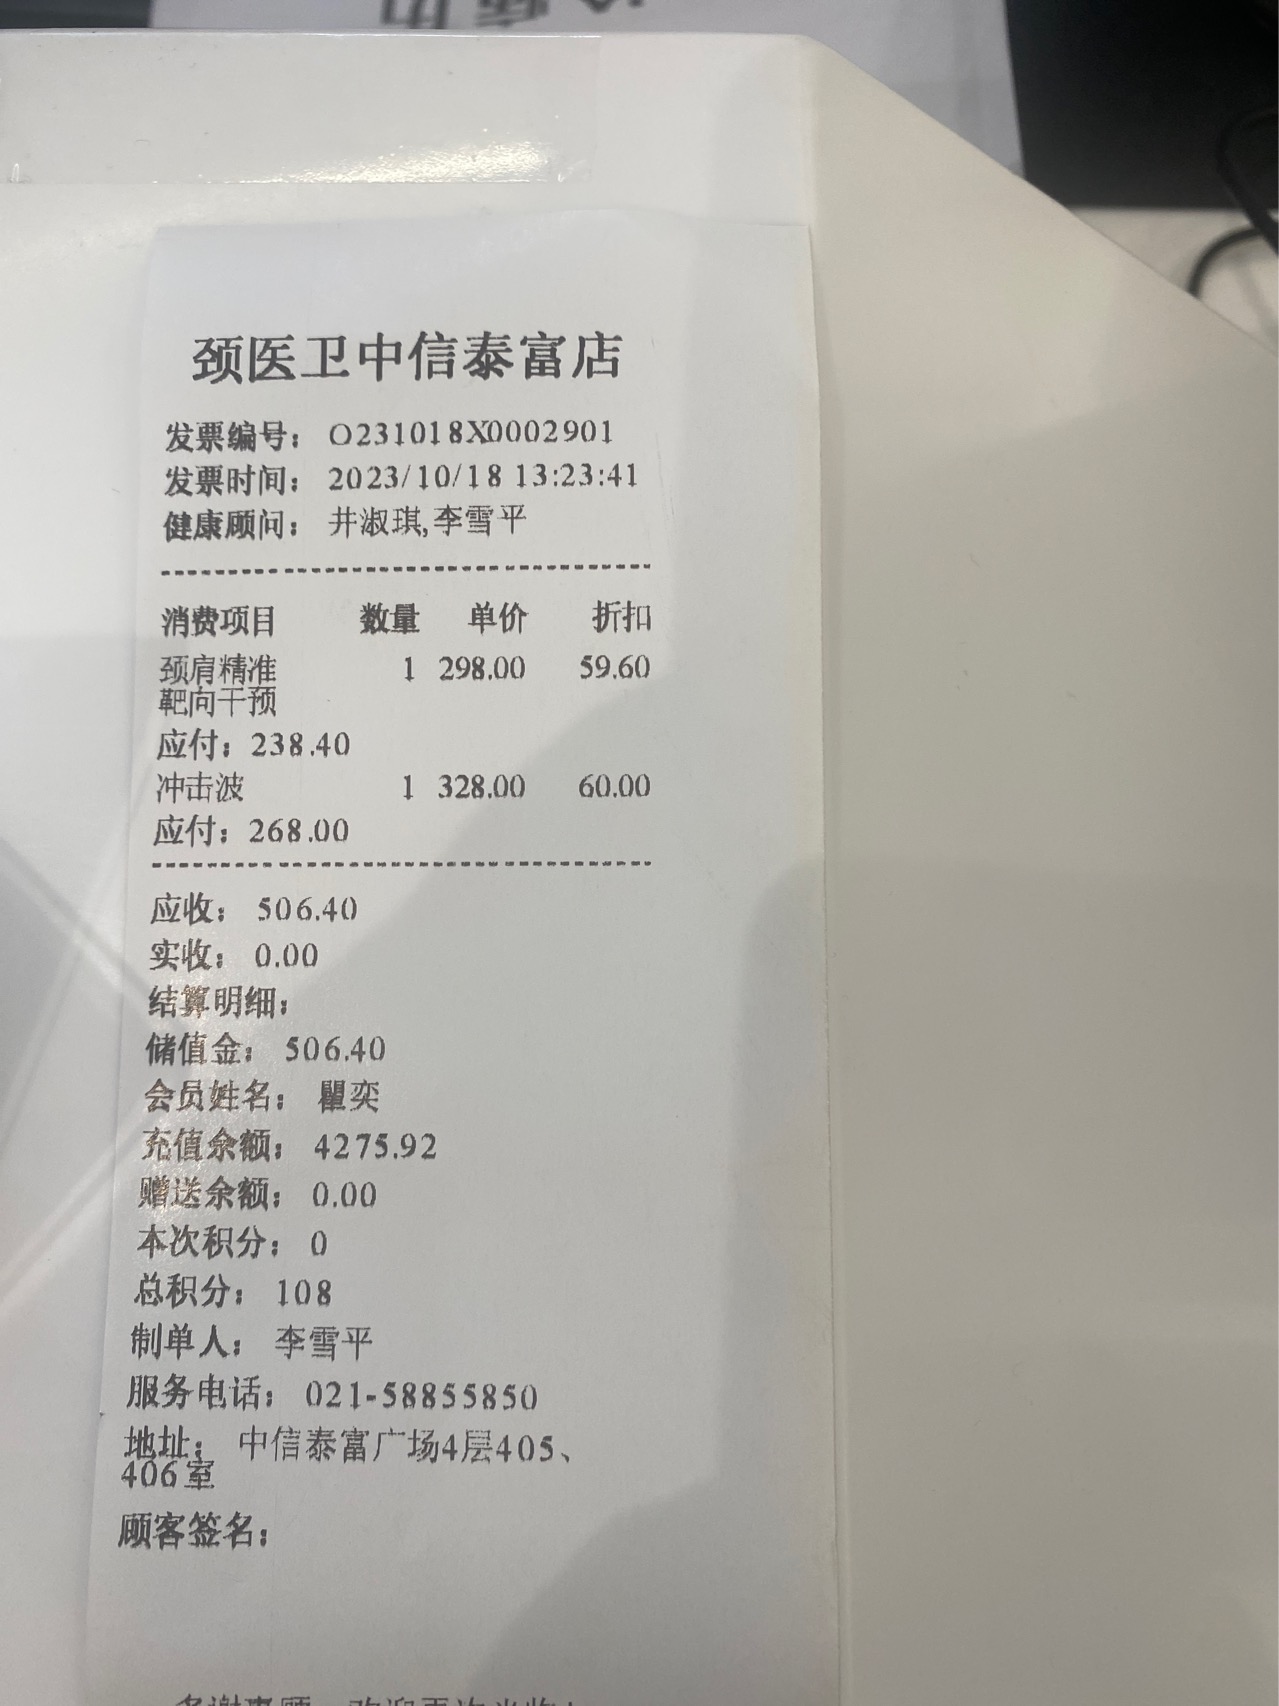 颈医卫中信泰富店
发票编号： O231018X0002901
发票时间： 2023/10/18 13:23:41
健康顾问： 井淑琪,李雪平
消费项目 数量 单价 折扣
颈肩精准 1 298.00 59.60
靶向干预
应付：238.40
冲击波 1 328.00 60.00
应付：268.00
应收： 506.40
实收： 0.00
结算明细：
储值金： 506.40
会员姓名： 瞿奕
充值余额： 4275.92
赠送余额： 0.00
本次积分： 0
总积分： 108
制单人： 李雪平
服务电话： 021-58855850
地址： 中信泰富广场4层405、
406室
顾客签名：